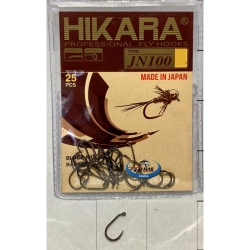 HIKARA®
PROFESSIONAL FLY HOOKS
TYPE
JN100
25
PCS
MADE IN JAPAN